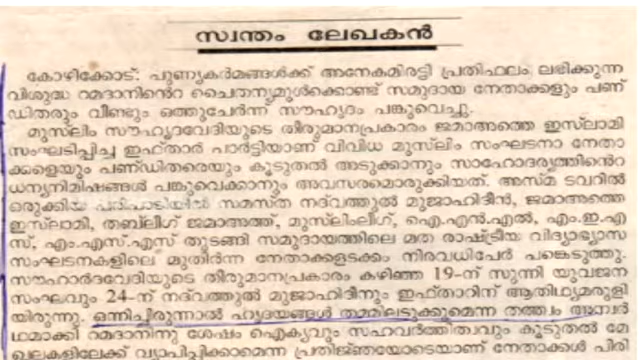 സ്വന്തം ലേഖകൻ
കോഴിക്കോട്: പുണ്യകർമങ്ങൾക്ക് അനേകമിരട്ടി പ്രതിഫലം ലഭിക്കുന്ന
വിശുദ്ധ റമദാനിൻെറ ചൈതന്യമുൾക്കൊണ്ട് സമുദായ നേതാക്കളും പണ്
ഡിതരും വീണ്ടും ഒത്തുചേർന്ന് സൗഹൃദം പങ്കുവെച്ചു.
മുസ്‌ലിം സൗഹൃദവേദിയുടെ തീരുമാനപ്രകാരം ജമാഅത്തെ ഇസ്‌ലാമി
സംഘടിപ്പിച്ച ഇഫ്താർ പാർട്ടിയാണ് വിവിധ മുസ്‌ലിം സംഘടനാ നേതാ
ക്കളെയും പണ്ഡിതരെയും കൂടുതൽ അടുക്കാനും സാഹോദര്യത്തിൻെറ
ധന്യനിമിഷങ്ങൾ പങ്കുവെക്കാനും അവസരമൊരുക്കിയത്. അസ്മ ടവറിൽ
ഒരുക്കിയ പരിപാടിയിൽ സമസ്ത നദ്‌വത്തുൽ മുജാഹിദീൻ, ജമാഅത്തെ
ഇസ്‌ലാമി, തബ്‌ലീഗ് ജമാഅത്ത്, മുസ്‌ലിംലീഗ്, ഐ.എൻ.എൽ, എം.ഇ.എ
സ്, എം.എസ്.എസ് തുടങ്ങി സമുദായത്തിലെ മത രാഷ്ട്രീയ വിദ്യാഭ്യാസ
സംഘടനകളിലെ മുതിർന്ന നേതാക്കളടക്കം നിരവധിപേർ പങ്കെടുത്തു.
സൗഹാർദവേദിയുടെ തീരുമാനപ്രകാരം കഴിഞ്ഞ 19-ന് സുന്നി യുവജന
സംഘവും 24-ന് നദ്‌വത്തുൽ മുജാഹിദീനും ഇഫ്താറിന് ആതിഥ്യമരുളി
യിരുന്നു. ഒന്നിച്ചിരുന്നാൽ ഹൃദയങ്ങൾ തമ്മിലടുക്കുമെന്ന തത്ത്വം അന്വർ
ഥമാക്കി റമദാനിനു ശേഷം ഐക്യവും സഹവർത്തിത്വവും കൂടുതൽ മേ
ഖലകളിലേക്ക് വ്യാപിപ്പിക്കാമെന്ന പ്രതിജ്ഞയോടെയാണ് നേതാക്കൾ പിരി